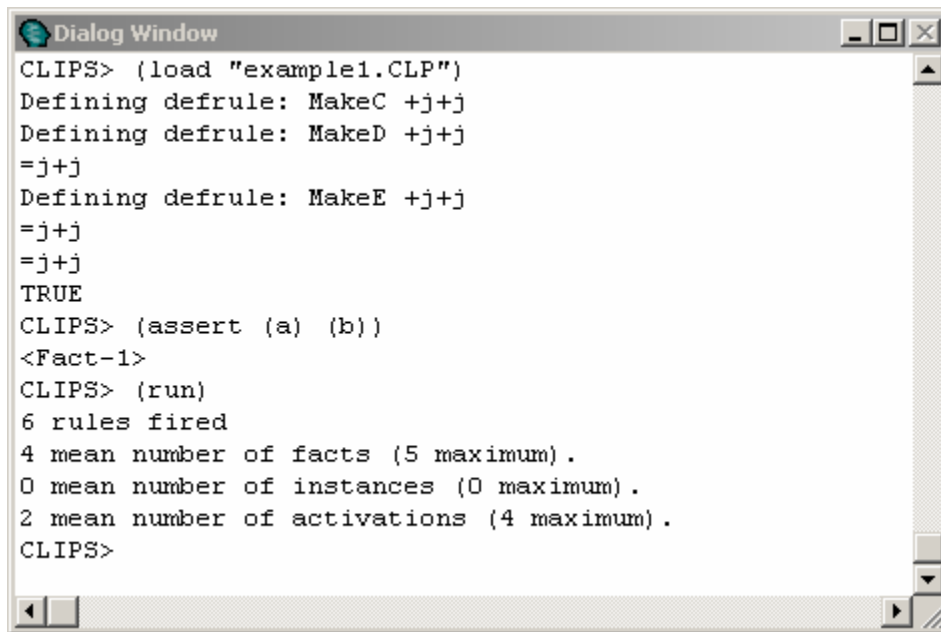 Dialog Window
CLIPS> (load "example1.CLP")
Defining defrule: MakeC +j+j
Defining defrule: MakeD +j+j
=j+j
Defining defrule: MakeE +j+j
=j+j
=j+j
TRUE
CLIPS> (assert (a) (b))
<Fact-1>
CLIPS> (run)
6 rules fired
4 mean number of facts (5 maximum).
0 mean number of instances (0 maximum).
2 mean number of activations (4 maximum).
CLIPS>